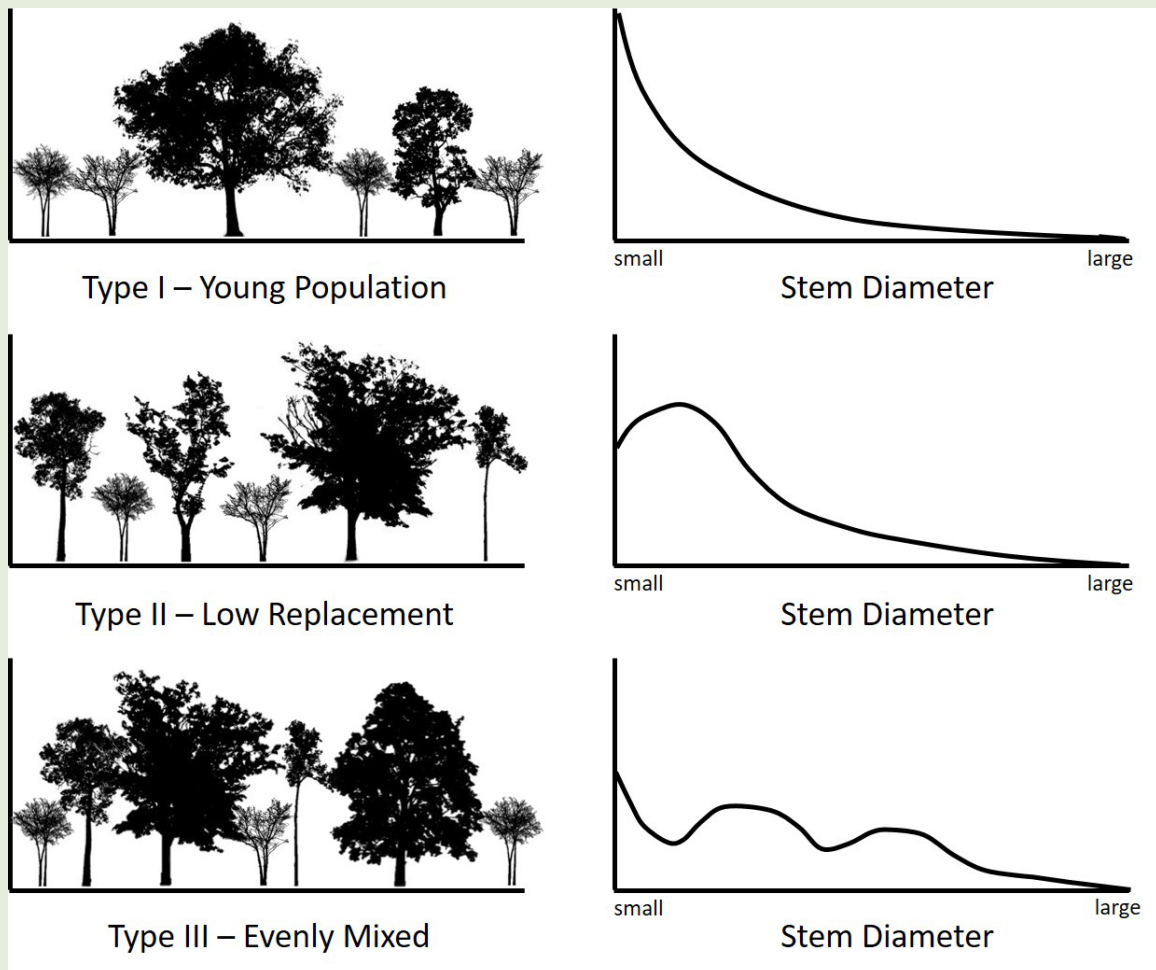 small large
Type I – Young Population Stem Diameter
small large
Type II – Low Replacement Stem Diameter
small large
Type III – Evenly Mixed Stem Diameter